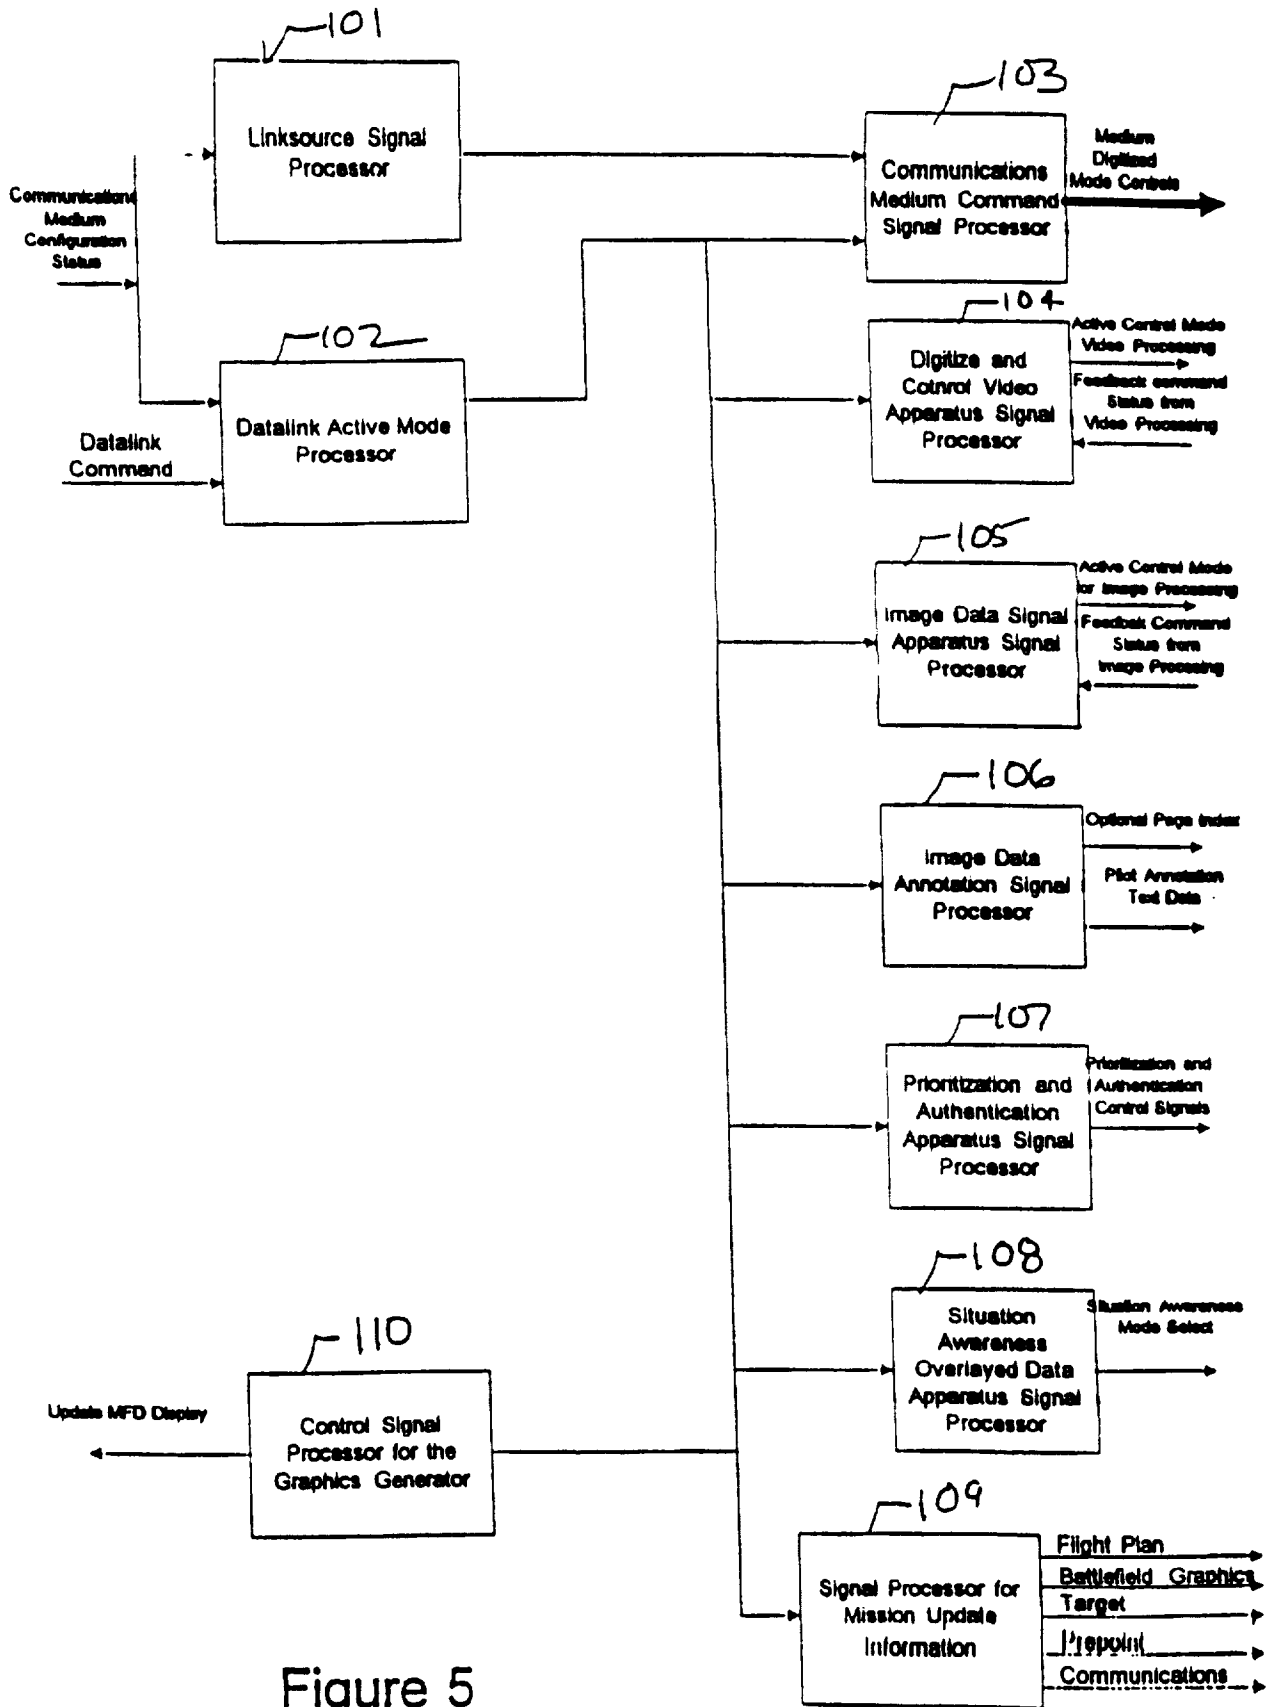 101
Linksource Signal
Processor
103
Communications
Medium Command
Signal Processor
Medium
Digitized
Mode Controls
Communications
Medium
Configuration
Status
102
Datalink Active Mode
Processor
Datalink
Command
104
Digitize and
Cotnrol Video
Apparatus Signal
Processor
Active Control Mode
Video Processing
Feedback command
Status from
Video Processing
105
Image Data Signal
Apparatus Signal
Processor
Active Control Mode
for Image Processing
Feedbak Command
Status from
Image Procesing
106
Image Data
Annotation Signal
Processor
Optional Page Index
Pilot Annotation
Text Data
107
Prioritization and
Authentication
Apparatus Signal
Processor
Prioritization and
Authentication
Control Signals
108
Situation
Awareness
Overlayed Data
Apparatus Signal
Processor
Situation Awareness
Mode Select
110
Control Signal
Processor for the
Graphics Generator
Update MFD Display
109
Signal Processor for
Mission Update
Information
Flight Plan
Battlefield Graphics
Target
Prepoint
Communications
Figure 5